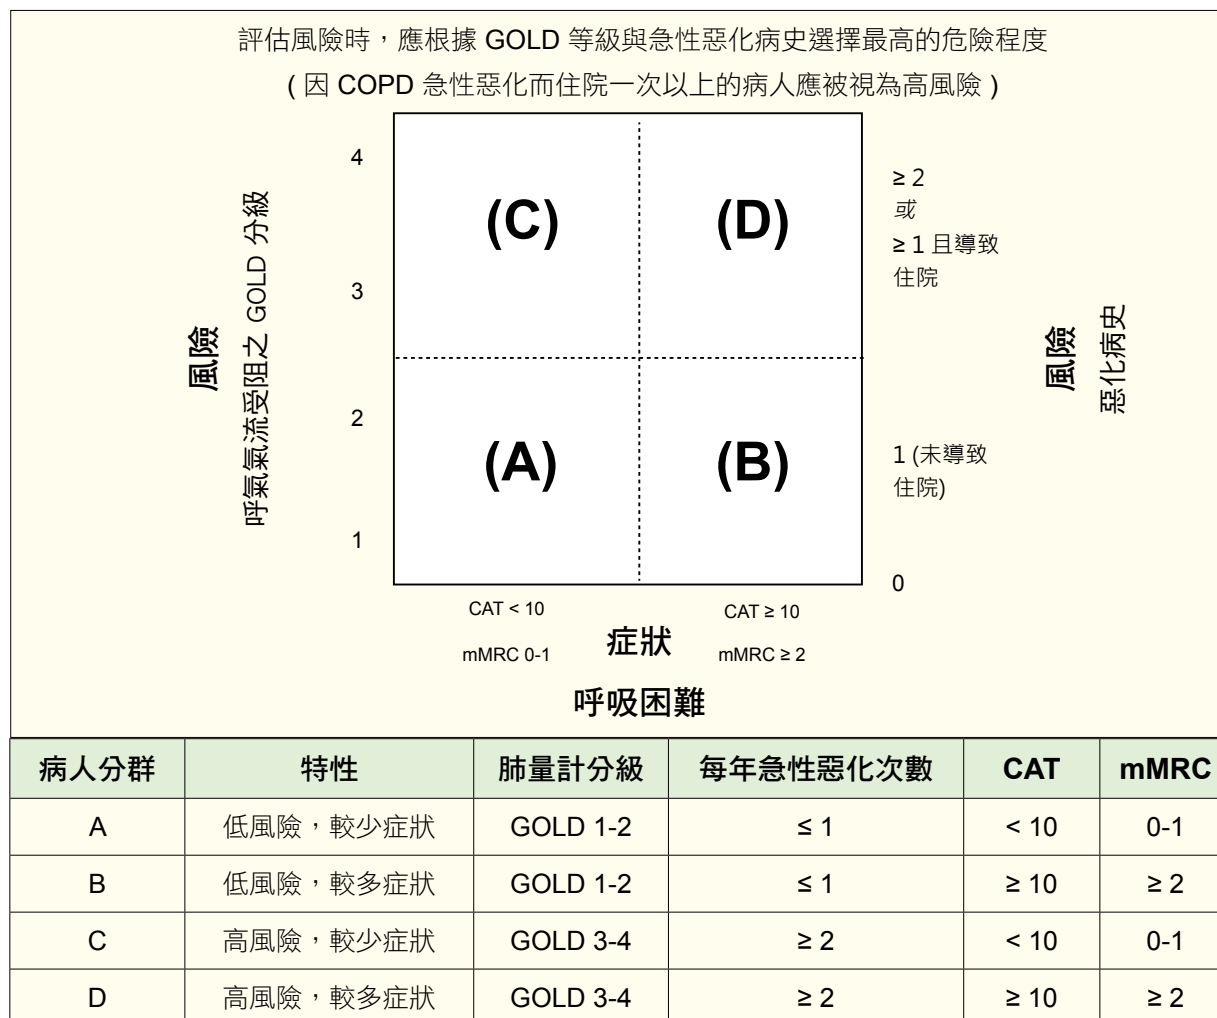 評估風險時，應根據 GOLD 等級與急性惡化病史選擇最高的危險程度
( 因 COPD 急性惡化而住院一次以上的病人應被視為高風險 )
風險
呼氣氣流受阻之 GOLD 分級
4
3
2
1
(C)
(D)
(A)
(B)
≥ 2
或
≥ 1 且導致
住院
1 (未導致
住院)
0
風險
惡化病史
CAT < 10
CAT ≥ 10
症狀
mMRC 0-1
mMRC ≥ 2
呼吸困難
病人分群 特性 肺量計分級 每年急性惡化次數 CAT mMRC
A 低風險，較少症狀 GOLD 1-2 ≤ 1 < 10 0-1
B 低風險，較多症狀 GOLD 1-2 ≤ 1 ≥ 10 ≥ 2
C 高風險，較少症狀 GOLD 3-4 ≥ 2 < 10 0-1
D 高風險，較多症狀 GOLD 3-4 ≥ 2 ≥ 10 ≥ 2